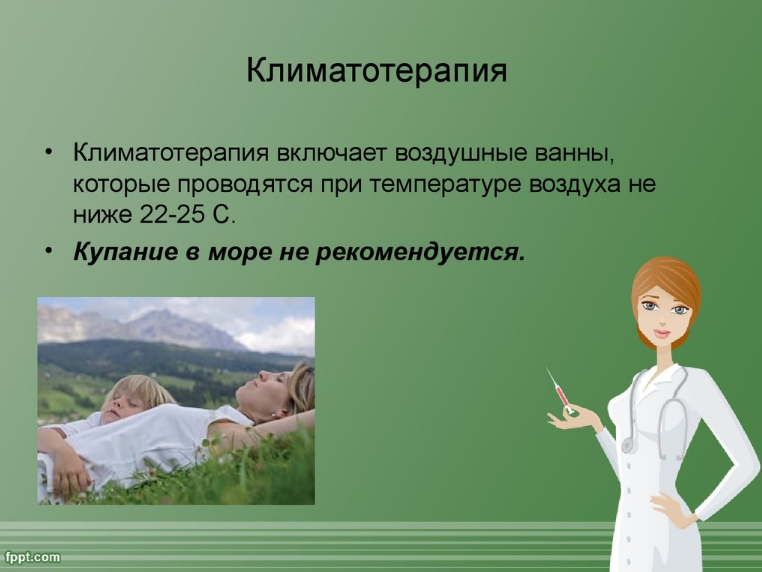 Климатотерапия
• Климатотерапия включает воздушные ванны,
которые проводятся при температуре воздуха не
ниже 22-25 С.
• Купание в море не рекомендуется.
fppt.com